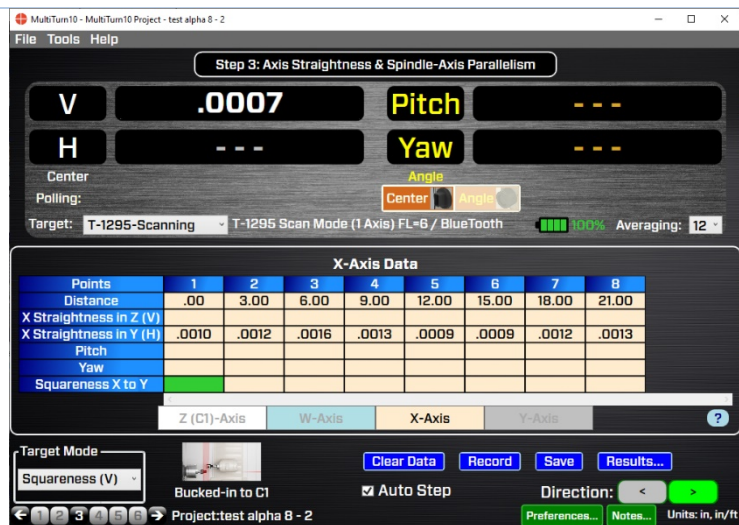 MultiTurn10 - MultiTurn10 Project - test alpha 8 - 2
File Tools Help
Step 3: Axis Straightness & Spindle-Axis Parallelism
V .0007 Pitch - - -
H - - - Yaw - - -
Center Angle
Polling: Center Angle
Target: T-1295-Scanning T-1295 Scan Mode (1 Axis) FL=6 / BlueTooth 100% Averaging: 12
X-Axis Data
Points 1 2 3 4 5 6 7 8
Distance .00 3.00 6.00 9.00 12.00 15.00 18.00 21.00
X Straightness in Z (V)
X Straightness in Y (H) .0010 .0012 .0016 .0013 .0009 .0009 .0012 .0013
Pitch
Yaw
Squareness X to Y
Z (C1)-Axis W-Axis X-Axis Y-Axis ?
Target Mode
Squareness (V)
Bucked-in to C1
Clear Data Record Save Results...
Auto Step Direction: < >
1 2 3 4 5 6 Project:test alpha 8 - 2 Preferences... Notes... Units: in, in/ft